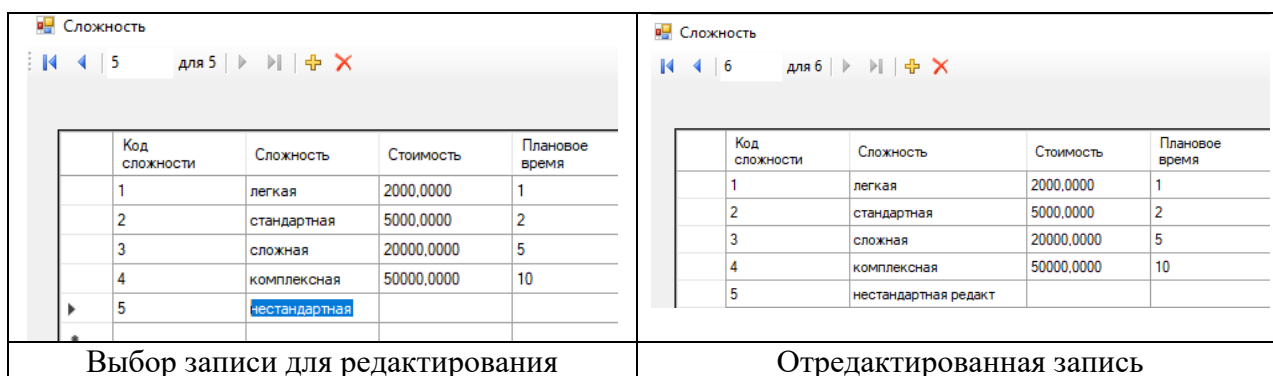 Сложность
5 для 5
Код сложности Сложность Стоимость Плановое время
1 легкая 2000,0000 1
2 стандартная 5000,0000 2
3 сложная 20000,0000 5
4 комплексная 50000,0000 10
5 нестандартная
Выбор записи для редактирования
Сложность
6 для 6
Код сложности Сложность Стоимость Плановое время
1 легкая 2000,0000 1
2 стандартная 5000,0000 2
3 сложная 20000,0000 5
4 комплексная 50000,0000 10
5 нестандартная редакт
Отредактированная запись